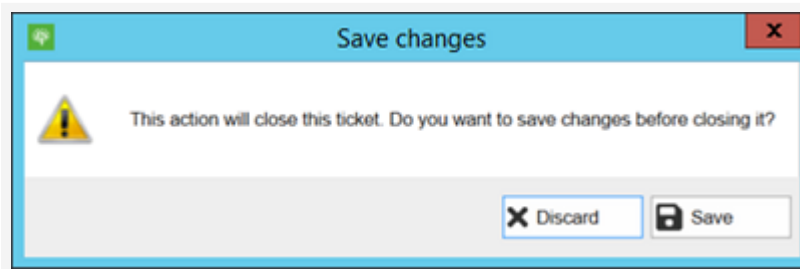 Save changes
This action will close this ticket. Do you want to save changes before closing it?
Discard
Save